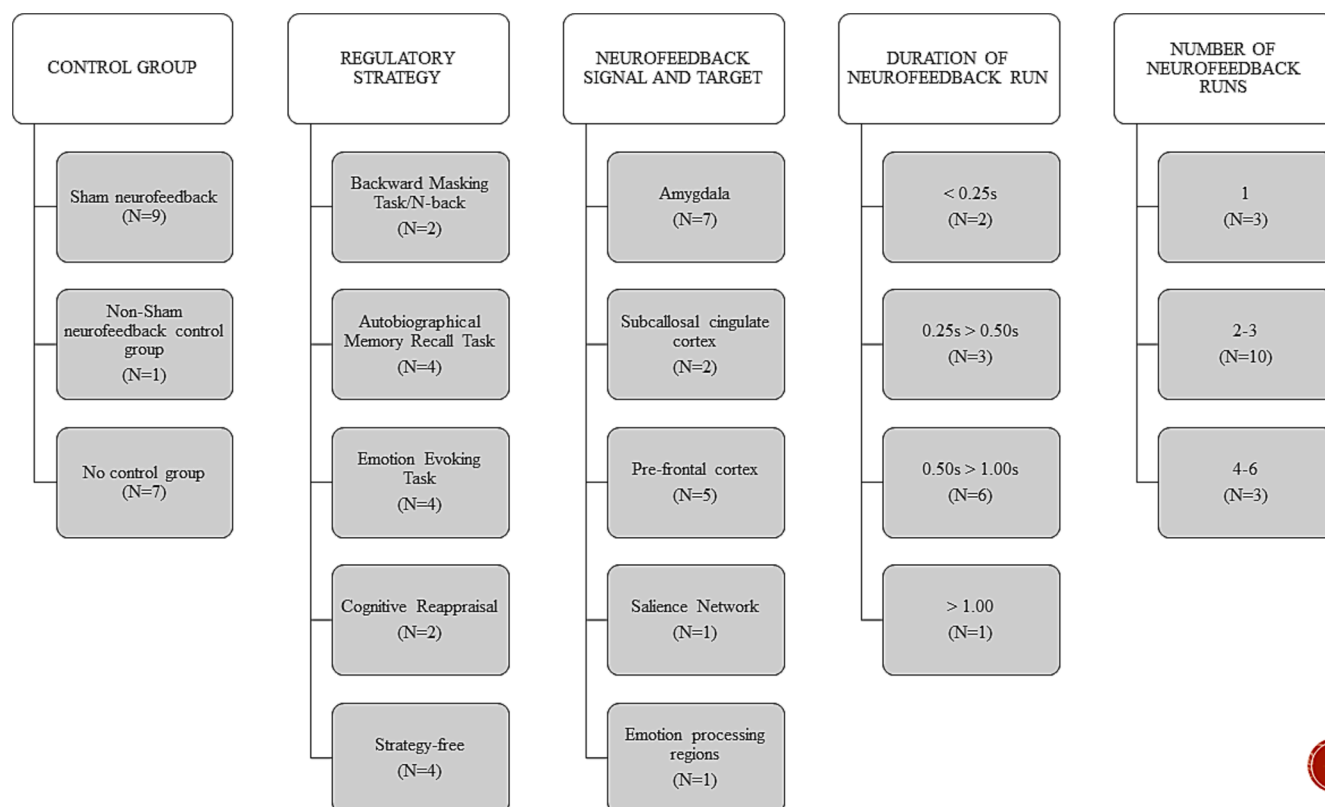 CONTROL GROUP
Sham neurofeedback
(N=9)
Non-Sham
neurofeedback control
group
(N=1)
No control group
(N=7)
REGULATORY
STRATEGY
Backward Masking
Task/N-back
(N=2)
Autobiographical
Memory Recall Task
(N=4)
Emotion Evoking
Task
(N=4)
Cognitive Reappraisal
(N=2)
Strategy-free
(N=4)
NEUROFEEDBACK
SIGNAL AND TARGET
Amygdala
(N=7)
Subcallosal cingulate
cortex
(N=2)
Pre-frontal cortex
(N=5)
Salience Network
(N=1)
Emotion processing
regions
(N=1)
DURATION OF
NEUROFEEDBACK RUN
< 0.25s
(N=2)
0.25s > 0.50s
(N=3)
0.50s > 1.00s
(N=6)
> 1.00
(N=1)
NUMBER OF
NEUROFEEDBACK
RUNS
1
(N=3)
2-3
(N=10)
4-6
(N=3)